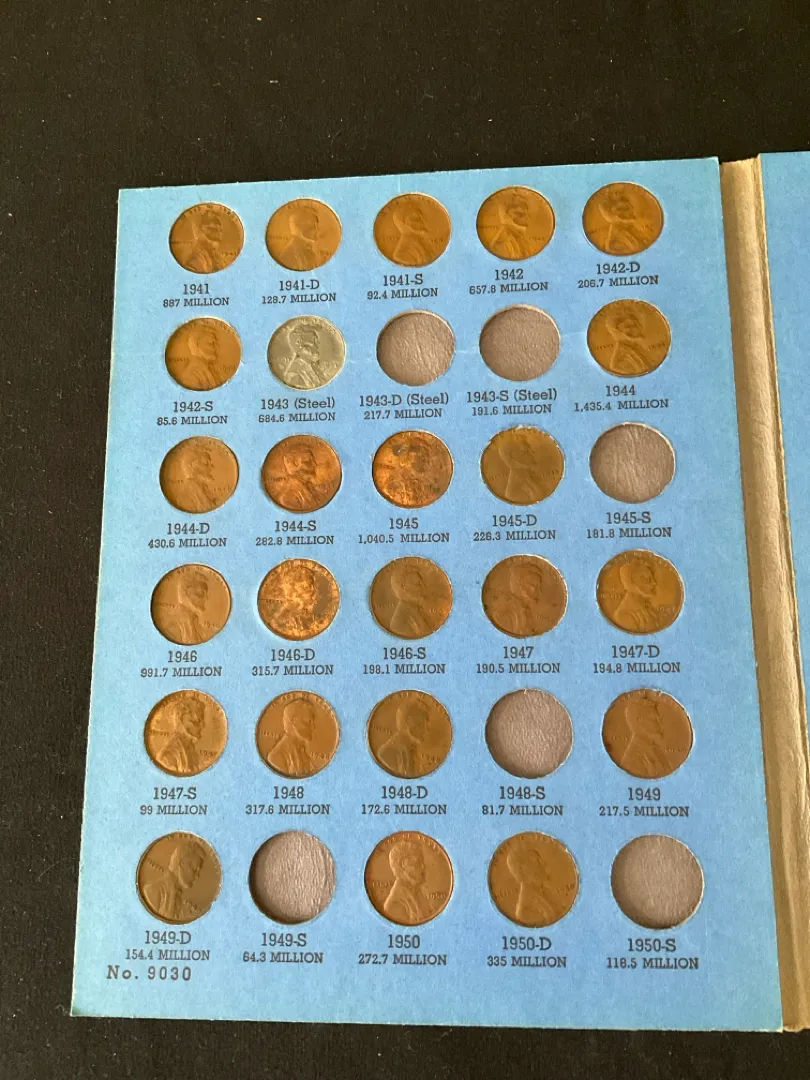 1941 1941-D 1941-S 1942 1942-D
887 MILLION 128.7 MILLION 92.4 MILLION 657.8 MILLION 206.7 MILLION
1942-S 1943 (Steel) 1943-D (Steel) 1943-S (Steel) 1944
85.6 MILLION 684.6 MILLION 217.7 MILLION 191.6 MILLION 1,435.4 MILLION
1944-D 1944-S 1945 1945-D 1945-S
430.6 MILLION 282.8 MILLION 1,040.5 MILLION 226.3 MILLION 181.8 MILLION
1946 1946-D 1946-S 1947 1947-D
991.7 MILLION 315.7 MILLION 198.1 MILLION 190.5 MILLION 194.8 MILLION
1947-S 1948 1948-D 1948-S 1949
99 MILLION 317.6 MILLION 172.6 MILLION 81.7 MILLION 217.5 MILLION
1949-D 1949-S 1950 1950-D 1950-S
154.4 MILLION 64.3 MILLION 272.7 MILLION 335 MILLION 118.5 MILLION
No. 9030